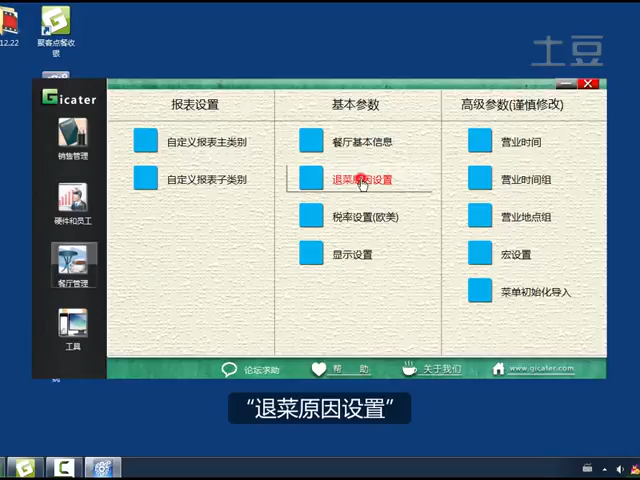 12.22
聚客点餐收
银
土豆
Gicater
报表设置
基本参数
高级参数(谨慎修改)
自定义报表主类别
餐厅基本信息
营业时间
自定义报表子类别
退菜原因设置
营业时间组
税率设置(欧美)
营业地点组
显示设置
宏设置
菜单初始化导入
销售管理
硬件和员工
餐厅管理
工具
论坛求助
帮 助
关于我们
www.gicater.com
“退菜原因设置”